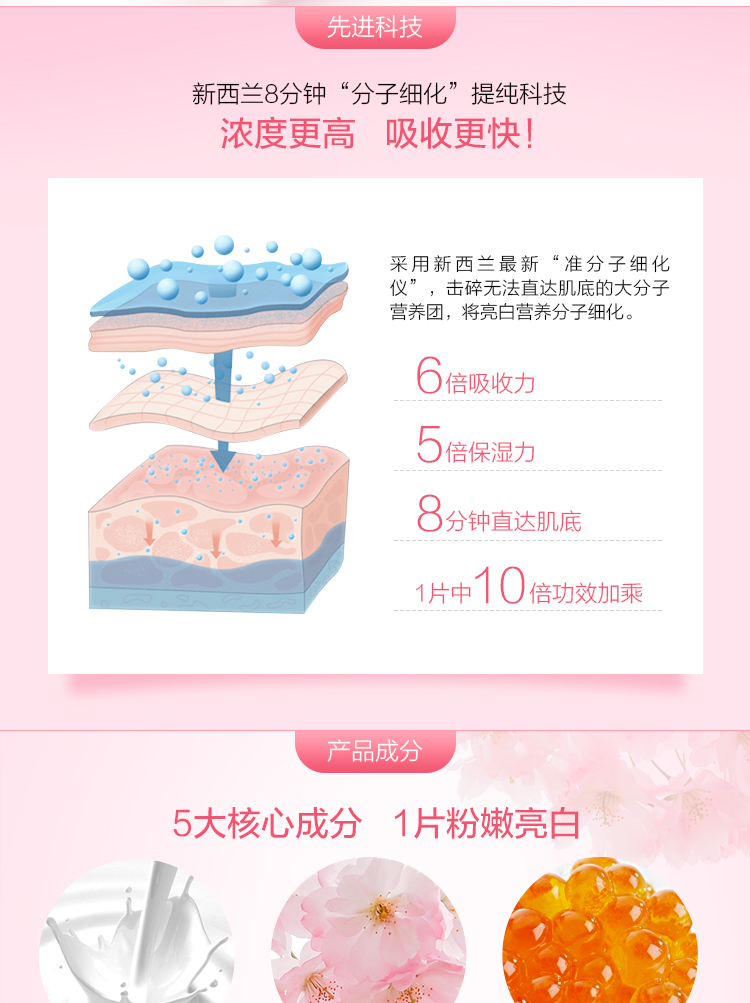 先进科技
新西兰8分钟“分子细化”提纯科技
浓度更高 吸收更快!
采用新西兰最新“准分子细化
仪”，击碎无法直达肌底的大分子
营养团，将亮白营养分子细化。
6倍吸收力
5倍保湿力
8分钟直达肌底
1片中10倍功效加乘
产品成分
5大核心成分 1片粉嫩亮白